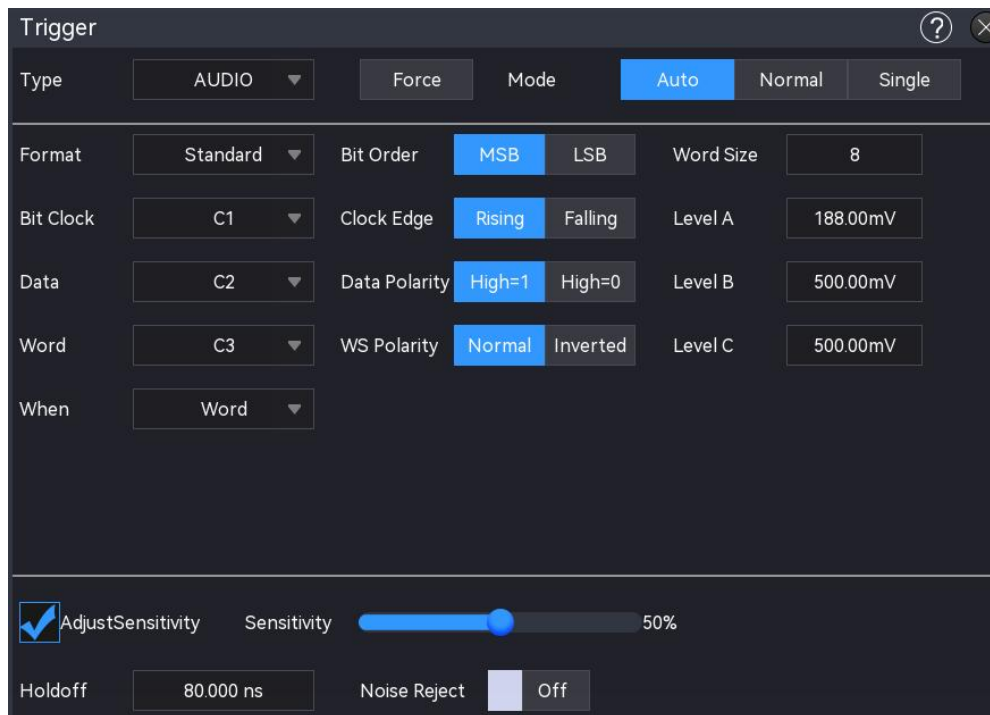 Trigger ?
Type AUDIO Force Mode Auto Normal Single
Format Standard Bit Order MSB LSB Word Size 8
Bit Clock C1 Clock Edge Rising Falling Level A 188.00mV
Data C2 Data Polarity High=1 High=0 Level B 500.00mV
Word C3 WS Polarity Normal Inverted Level C 500.00mV
When Word
AdjustSensitivity Sensitivity 50%
Holdoff 80.000 ns Noise Reject Off